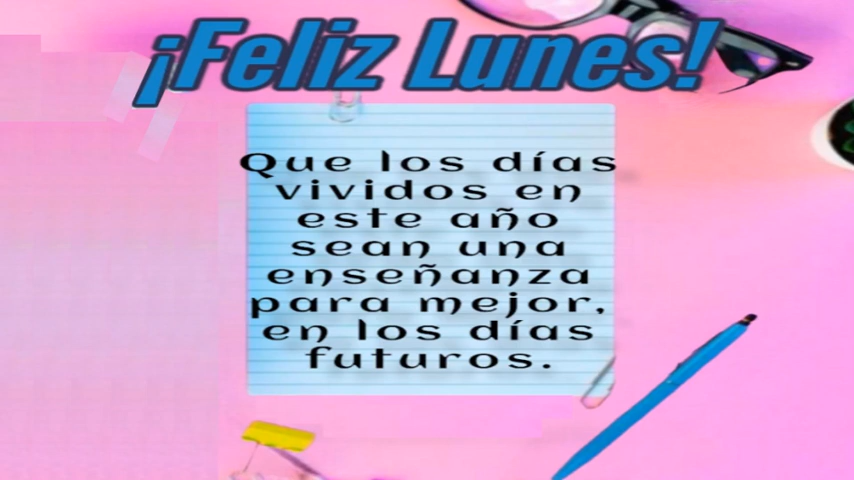 ¡Feliz Lunes!
Que los días
vividos en
este año
sean una
enseñanza
para mejor,
en los días
futuros.